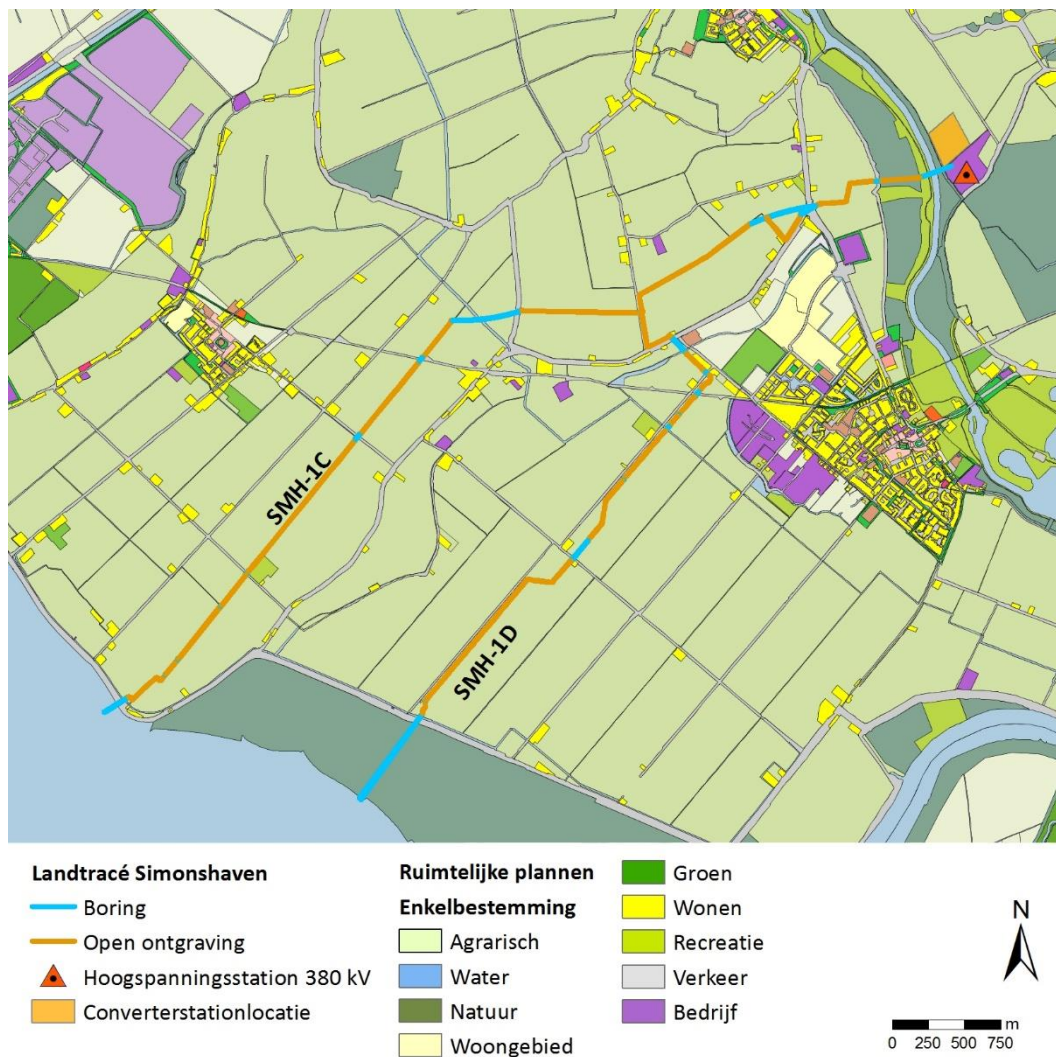 SMH-1C
SMH-1D
Landtracé Simonshaven
Boring
Open ontgraving
Hoogspanningsstation 380 kV
Converterstationlocatie
Ruimtelijke plannen
Enkelbestemming
Agrarisch
Water
Natuur
Woongebied
Groen
Wonen
Recreatie
Verkeer
Bedrijf
N
m
0 250 500 750